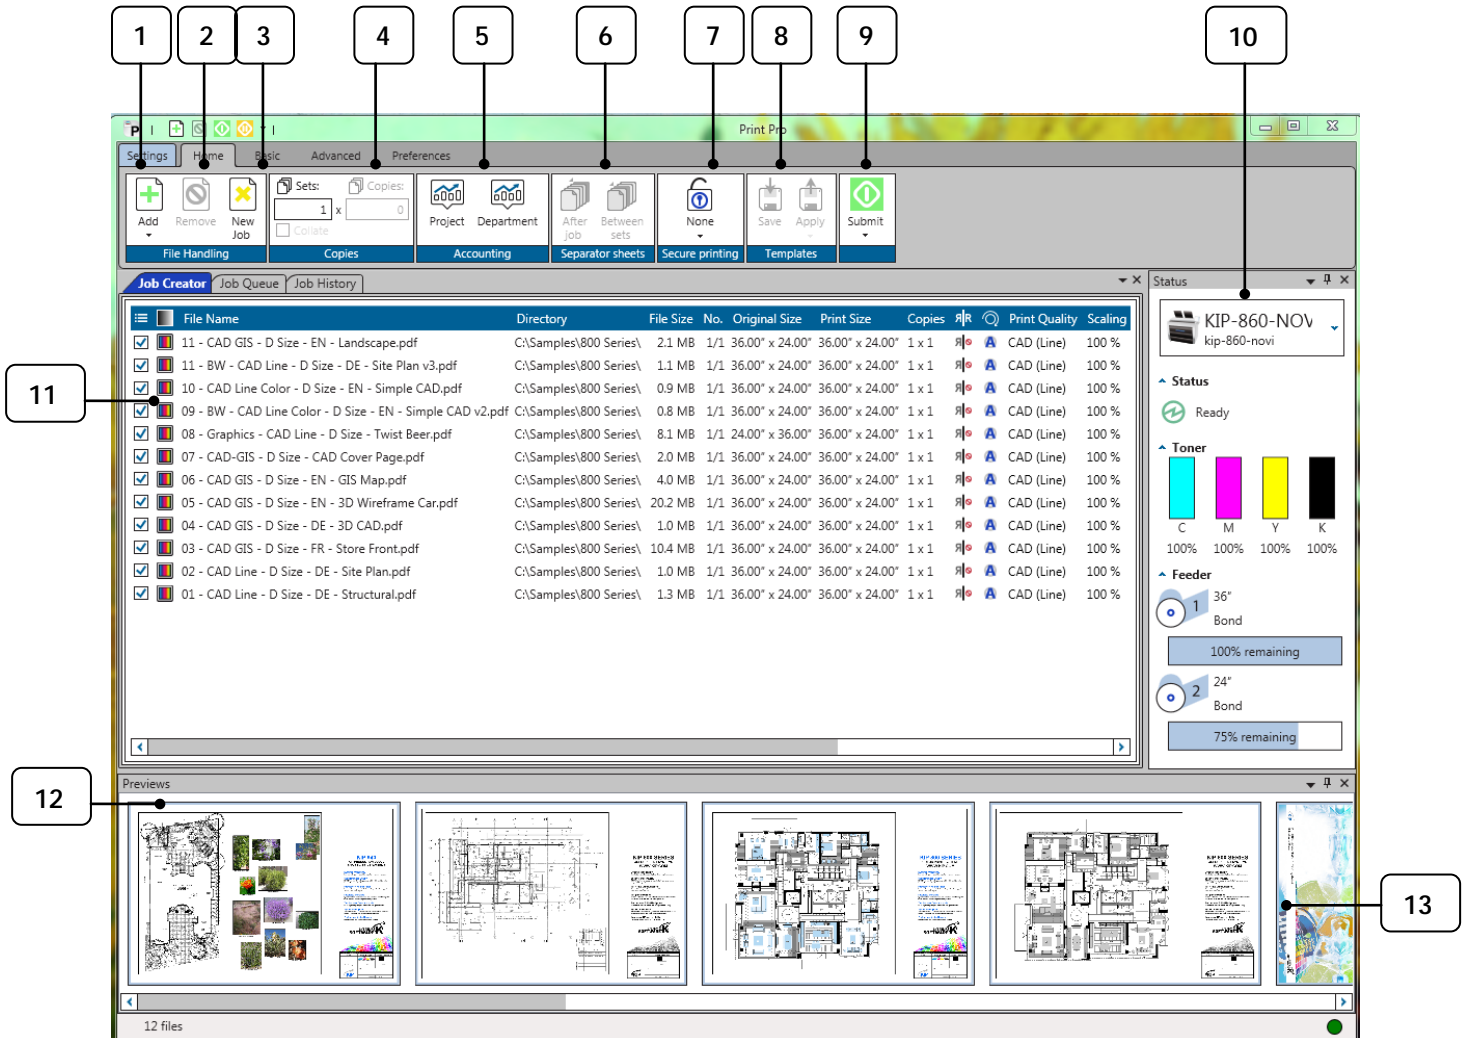 1 2 3 4 5 6 7 8 9 10
Print Pro
Settings Home Basic Advanced Preferences
Sets: Copies:
1 x 0
Collate
Add Remove New Job
Project Department
After job Between sets
None
Save Apply
Submit
File Handling Copies Accounting Separator sheets Secure printing Templates
Job Creator Job Queue Job History
File Name Directory File Size No. Original Size Print Size Copies Print Quality Scaling
11 - CAD GIS - D Size - EN - Landscape.pdf C:\Samples\800 Series\ 2.1 MB 1/1 36.00" x 24.00" 36.00" x 24.00" 1 x 1 A CAD (Line) 100 %
11 - BW - CAD Line - D Size - DE - Site Plan v3.pdf C:\Samples\800 Series\ 1.1 MB 1/1 36.00" x 24.00" 36.00" x 24.00" 1 x 1 A CAD (Line) 100 %
10 - CAD Line Color - D Size - EN - Simple CAD.pdf C:\Samples\800 Series\ 0.9 MB 1/1 36.00" x 24.00" 36.00" x 24.00" 1 x 1 A CAD (Line) 100 %
09 - BW - CAD Line Color - D Size - EN - Simple CAD v2.pdf C:\Samples\800 Series\ 0.8 MB 1/1 36.00" x 24.00" 36.00" x 24.00" 1 x 1 A CAD (Line) 100 %
08 - Graphics - CAD Line - D Size - Twist Beer.pdf C:\Samples\800 Series\ 8.1 MB 1/1 24.00" x 36.00" 36.00" x 24.00" 1 x 1 A CAD (Line) 100 %
07 - CAD-GIS - D Size - CAD Cover Page.pdf C:\Samples\800 Series\ 2.0 MB 1/1 36.00" x 24.00" 36.00" x 24.00" 1 x 1 A CAD (Line) 100 %
06 - CAD GIS - D Size - EN - GIS Map.pdf C:\Samples\800 Series\ 4.0 MB 1/1 36.00" x 24.00" 36.00" x 24.00" 1 x 1 A CAD (Line) 100 %
05 - CAD GIS - D Size - EN - 3D Wireframe Car.pdf C:\Samples\800 Series\ 20.2 MB 1/1 36.00" x 24.00" 36.00" x 24.00" 1 x 1 A CAD (Line) 100 %
04 - CAD GIS - D Size - DE - 3D CAD.pdf C:\Samples\800 Series\ 1.0 MB 1/1 36.00" x 24.00" 36.00" x 24.00" 1 x 1 A CAD (Line) 100 %
03 - CAD GIS - D Size - FR - Store Front.pdf C:\Samples\800 Series\ 10.4 MB 1/1 36.00" x 24.00" 36.00" x 24.00" 1 x 1 A CAD (Line) 100 %
02 - CAD Line - D Size - DE - Site Plan.pdf C:\Samples\800 Series\ 1.0 MB 1/1 36.00" x 24.00" 36.00" x 24.00" 1 x 1 A CAD (Line) 100 %
01 - CAD Line - D Size - DE - Structural.pdf C:\Samples\800 Series\ 1.3 MB 1/1 36.00" x 24.00" 36.00" x 24.00" 1 x 1 A CAD (Line) 100 %
11
Status
KIP-860-NOV
kip-860-novi
Status
Ready
Toner
C M Y K
100% 100% 100% 100%
Feeder
1 36"
Bond
100% remaining
2 24"
Bond
75% remaining
Previews
12
KIP 800 SERIES
KIP 800 SERIES
KIP 800 SERIES
13
12 files